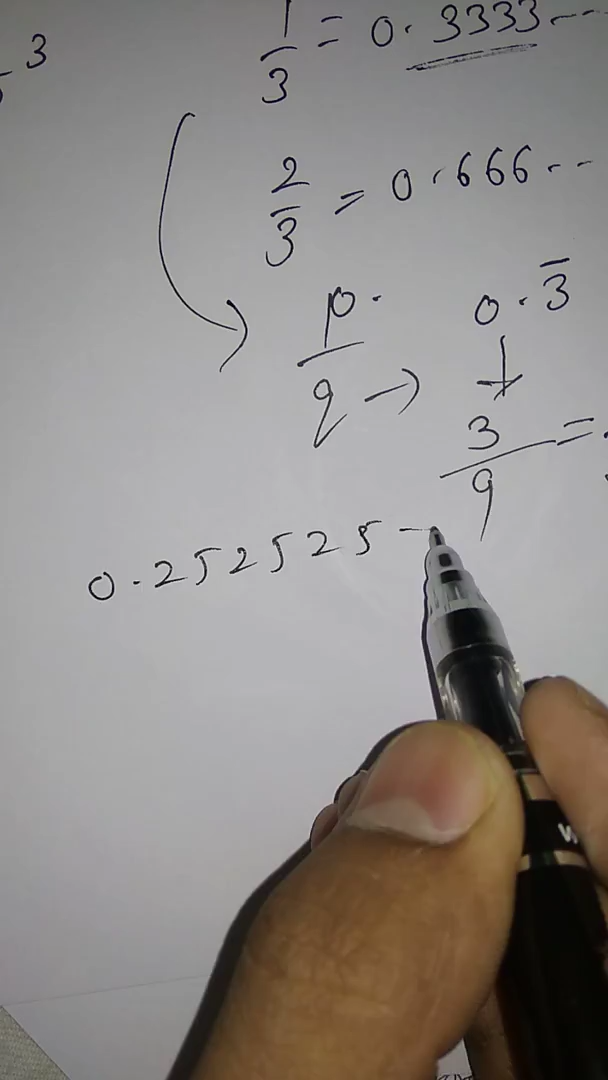 3
1/3 = 0.3333---
2/3 = 0.666--
p/q → 0.3̅
3/9 =
0.252525-